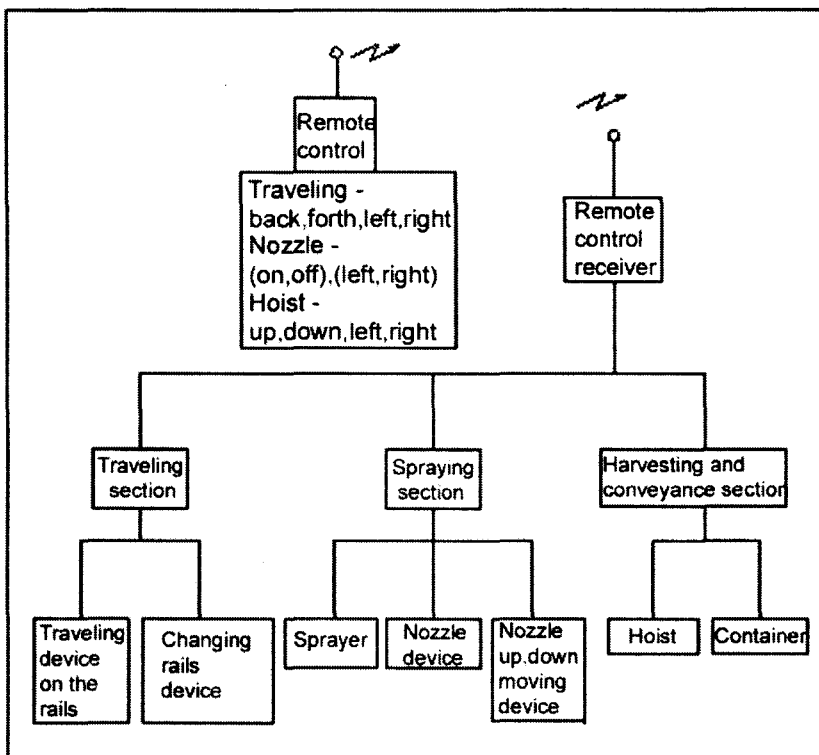 Remote
control
Traveling -
back,forth,left,right
Nozzle -
(on,off),(left,right)
Hoist -
up,down,left,right
Remote
control
receiver
Traveling
section
Spraying
section
Harvesting and
conveyance section
Traveling
device
on the
rails
Changing
rails
device
Sprayer
Nozzle
device
Nozzle
up,down
moving
device
Hoist
Container